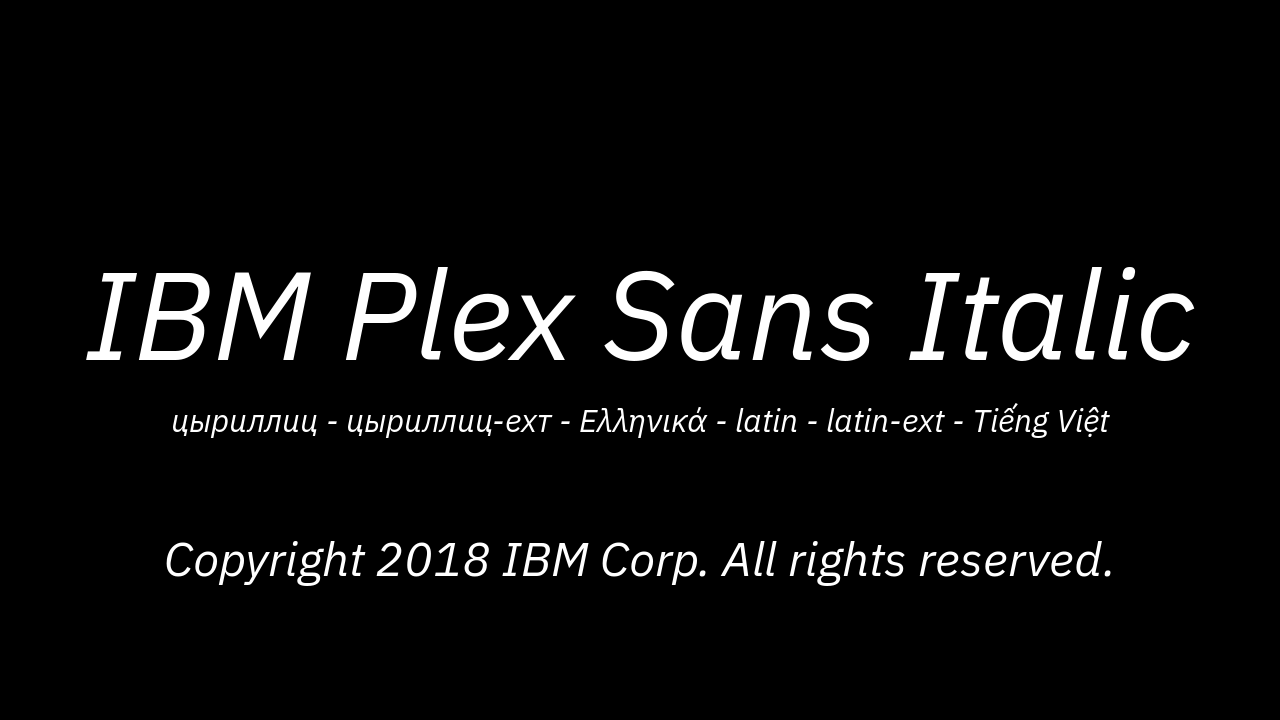 IBM Plex Sans Italic
цыриллиц - цыриллиц-ехт - Ελληνικά - latin - latin-ext - Tiếng Việt
Copyright 2018 IBM Corp. All rights reserved.